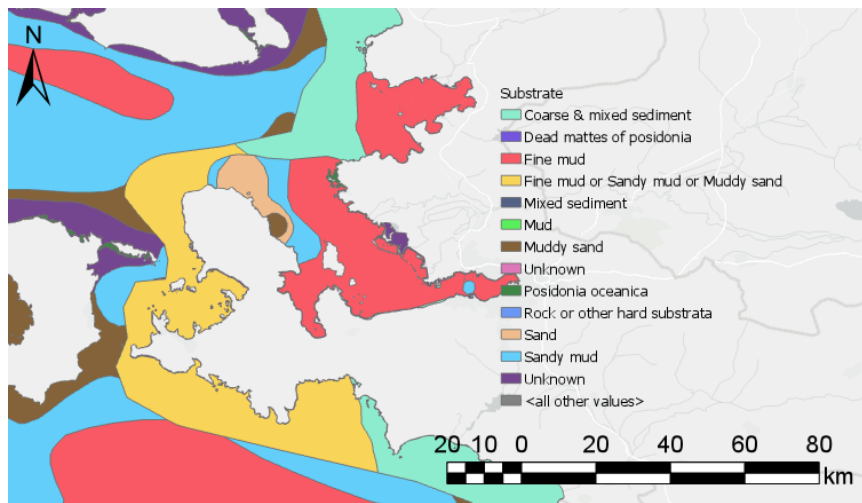 N
Substrate
Coarse & mixed sediment
Dead mattes of posidonia
Fine mud
Fine mud or Sandy mud or Muddy sand
Mixed sediment
Mud
Muddy sand
Unknown
Posidonia oceanica
Rock or other hard substrata
Sand
Sandy mud
Unknown
<all other values>
20 10 0 20 40 60 80
km